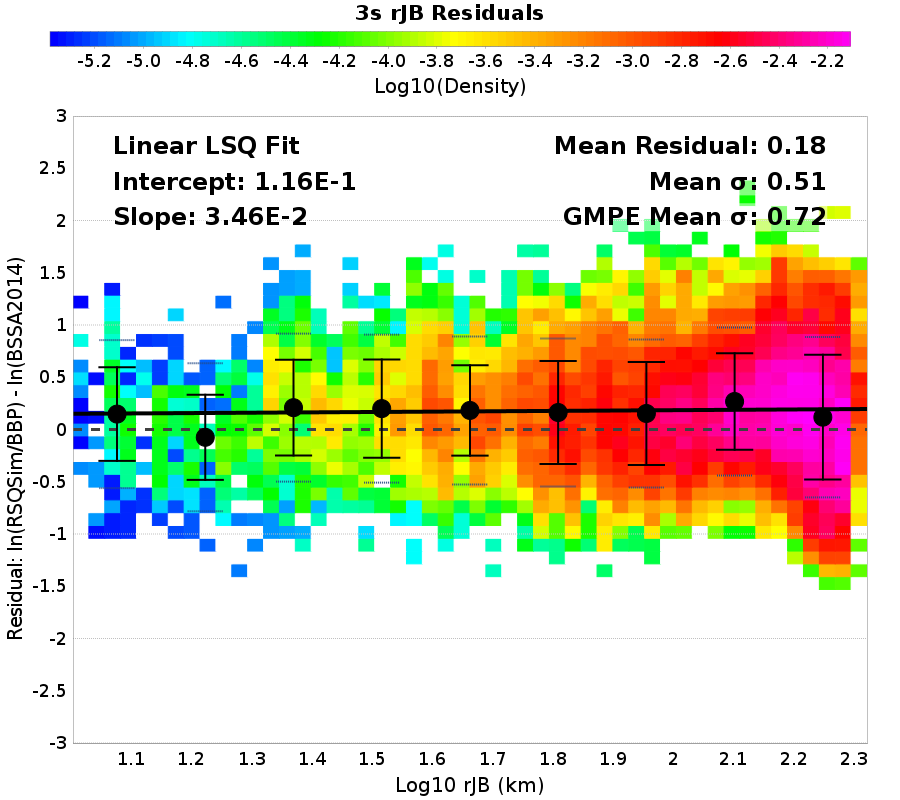 3s rJB Residuals
-5.2 -5.0 -4.8 -4.6 -4.4 -4.2 -4.0 -3.8 -3.6 -3.4 -3.2 -3.0 -2.8 -2.6 -2.4 -2.2
Log10(Density)
Linear LSQ Fit
Intercept: 1.16E-1
Slope: 3.46E-2
Mean Residual: 0.18
Mean σ: 0.51
GMPE Mean σ: 0.72
3
2.5
2
1.5
1
0.5
0
-0.5
-1
-1.5
-2
-2.5
-3
Residual: ln(RSQSim/BBP) - ln(BSSA2014)
1.1 1.2 1.3 1.4 1.5 1.6 1.7 1.8 1.9 2 2.1 2.2 2.3
Log10 rJB (km)